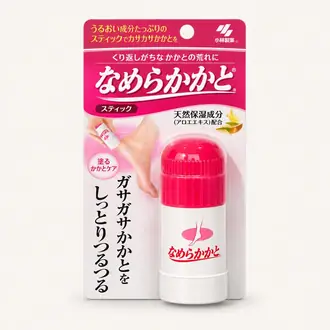 うるおい成分たっぷりの
スティックでカサカサかかとを
小林製薬
くり返しがちな かかとの荒れに
なめらかかと®
スティック
天然保湿成分
(アロエエキス)配合
塗る
かかとケア
ガサガサかかとを
しっとりつるつる
なめらかかと